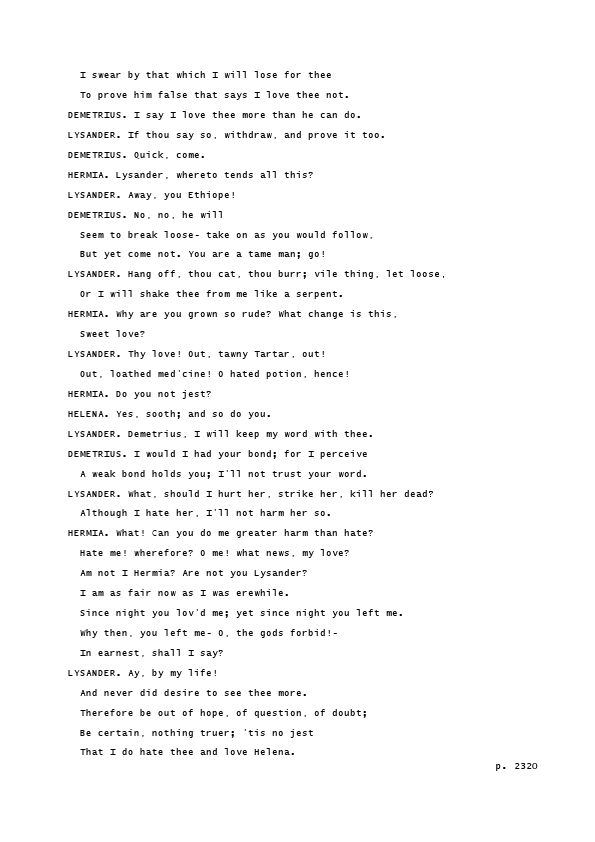 I swear by that which I will lose for thee
To prove him false that says I love thee not.
DEMETRIUS. I say I love thee more than he can do.
LYSANDER. If thou say so, withdraw, and prove it too.
DEMETRIUS. Quick, come.
HERMIA. Lysander, whereto tends all this?
LYSANDER. Away, you Ethiope!
DEMETRIUS. No, no, he will
Seem to break loose- take on as you would follow,
But yet come not. You are a tame man; go!
LYSANDER. Hang off, thou cat, thou burr; vile thing, let loose,
Or I will shake thee from me like a serpent.
HERMIA. Why are you grown so rude? What change is this,
Sweet love?
LYSANDER. Thy love! Out, tawny Tartar, out!
Out, loathed med'cine! O hated potion, hence!
HERMIA. Do you not jest?
HELENA. Yes, sooth; and so do you.
LYSANDER. Demetrius, I will keep my word with thee.
DEMETRIUS. I would I had your bond; for I perceive
A weak bond holds you; I'll not trust your word.
LYSANDER. What, should I hurt her, strike her, kill her dead?
Although I hate her, I'll not harm her so.
HERMIA. What! Can you do me greater harm than hate?
Hate me! wherefore? O me! what news, my love?
Am not I Hermia? Are not you Lysander?
I am as fair now as I was erewhile.
Since night you lov'd me; yet since night you left me.
Why then, you left me- O, the gods forbid!-
In earnest, shall I say?
LYSANDER. Ay, by my life!
And never did desire to see thee more.
Therefore be out of hope, of question, of doubt;
Be certain, nothing truer; 'tis no jest
That I do hate thee and love Helena.
p. 2320